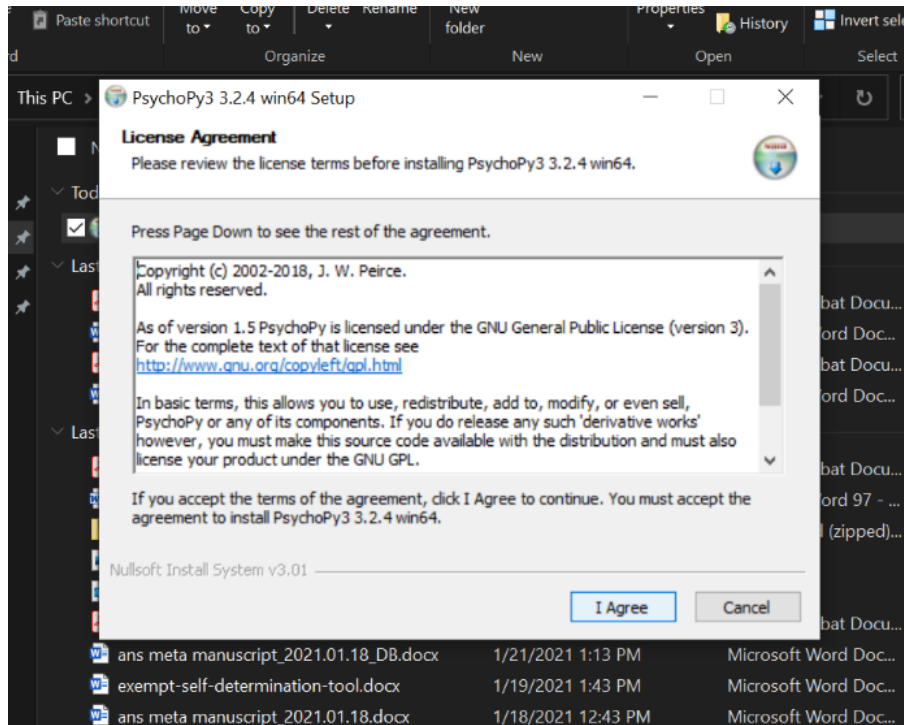 Paste shortcut
Move to
Copy to
Delete
Rename
New folder
Properties
History
Invert
Organize
New
Open
Select
This PC
PsychoPy3 3.2.4 win64 Setup
License Agreement
Please review the license terms before installing PsychoPy3 3.2.4 win64.
Press Page Down to see the rest of the agreement.
Copyright (c) 2002-2018, J. W. Peirce.
All rights reserved.
As of version 1.5 PsychoPy is licensed under the GNU General Public License (version 3).
For the complete text of that license see
http://www.gnu.org/copyleft/gpl.html
In basic terms, this allows you to use, redistribute, add to, modify, or even sell,
PsychoPy or any of its components. If you do release any such 'derivative works'
however, you must make this source code available with the distribution and must also
license your product under the GNU GPL.
If you accept the terms of the agreement, click I Agree to continue. You must accept the
agreement to install PsychoPy3 3.2.4 win64.
Nullsoft Install System v3.01
I Agree
Cancel
Tod
Last
bat Docu...
ord Doc...
bat Docu...
ord Doc...
Last
bat Docu...
ord 97 - ...
(zipped)...
bat Docu...
ans meta manuscript_2021.01.18_DB.docx 1/21/2021 1:13 PM Microsoft Word Doc...
exempt-self-determination-tool.docx 1/19/2021 1:43 PM Microsoft Word Doc...
ans meta manuscript_2021.01.18.docx 1/18/2021 12:43 PM Microsoft Word Doc...